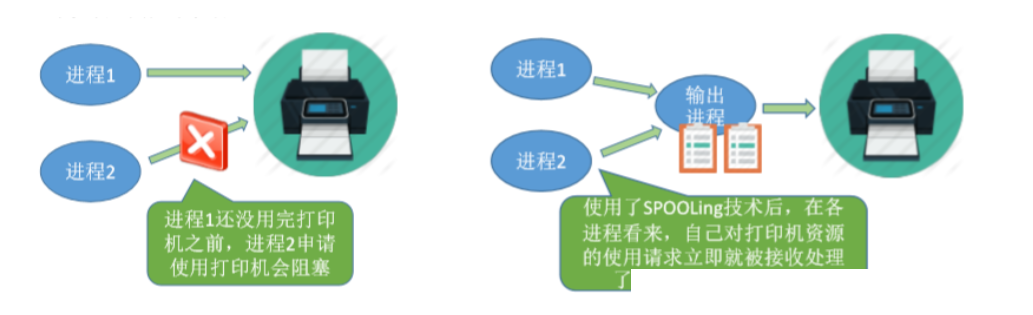 进程1
进程2
进程1还没用完打印
机之前，进程2申请
使用打印机会阻塞
进程1
进程2
输出
进程
使用了SPOOLing技术后，在各
进程看来，自己对打印机资源
的使用请求立即就被接收处理
了